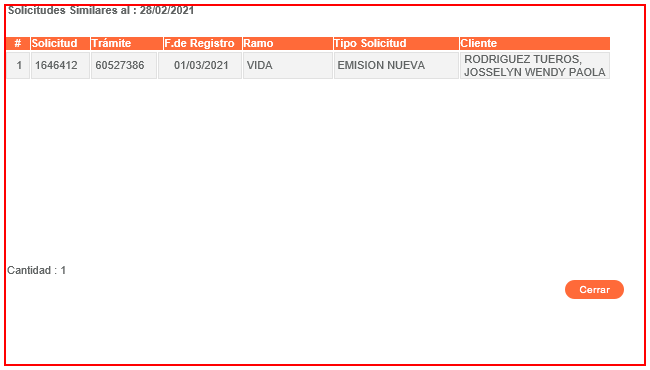 Solicitudes Similares al : 28/02/2021
# Solicitud Trámite F.de Registro Ramo Tipo Solicitud Cliente
1 1646412 60527386 01/03/2021 VIDA EMISION NUEVA RODRIGUEZ TUEROS,
JOSSELYN WENDY PAOLA
Cantidad : 1
Cerrar